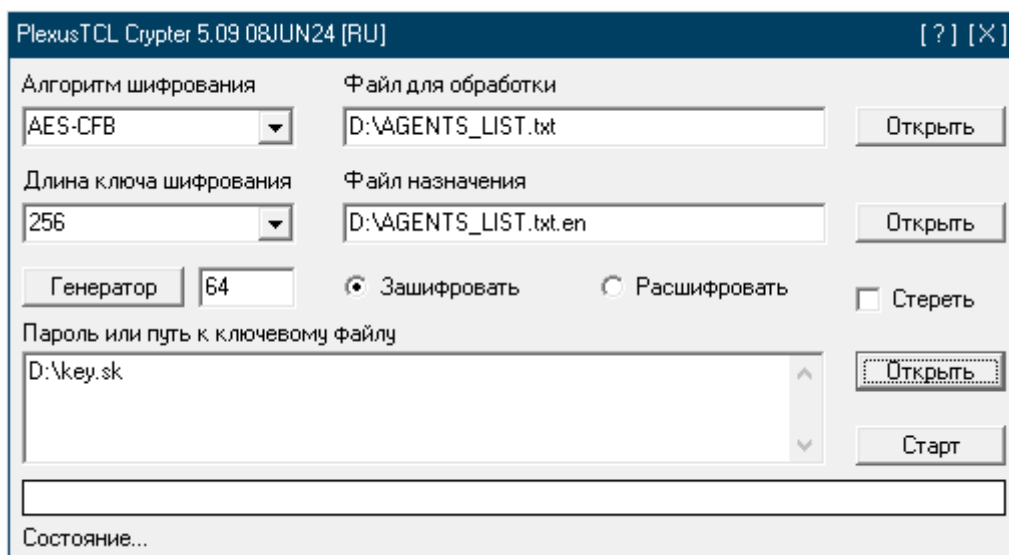 PlexusTCL Crypter 5.09 08JUN24 [RU] [ ? ] [X]
Алгоритм шифрования Файл для обработки
AES-CFB D:\AGENTS_LIST.txt Открыть
Длина ключа шифрования Файл назначения
256 D:\AGENTS_LIST.txt.en Открыть
Генератор 64 Зашифровать Расшифровать Стереть
Пароль или путь к ключевому файлу
D:\key.sk Открыть
Старт
Состояние...